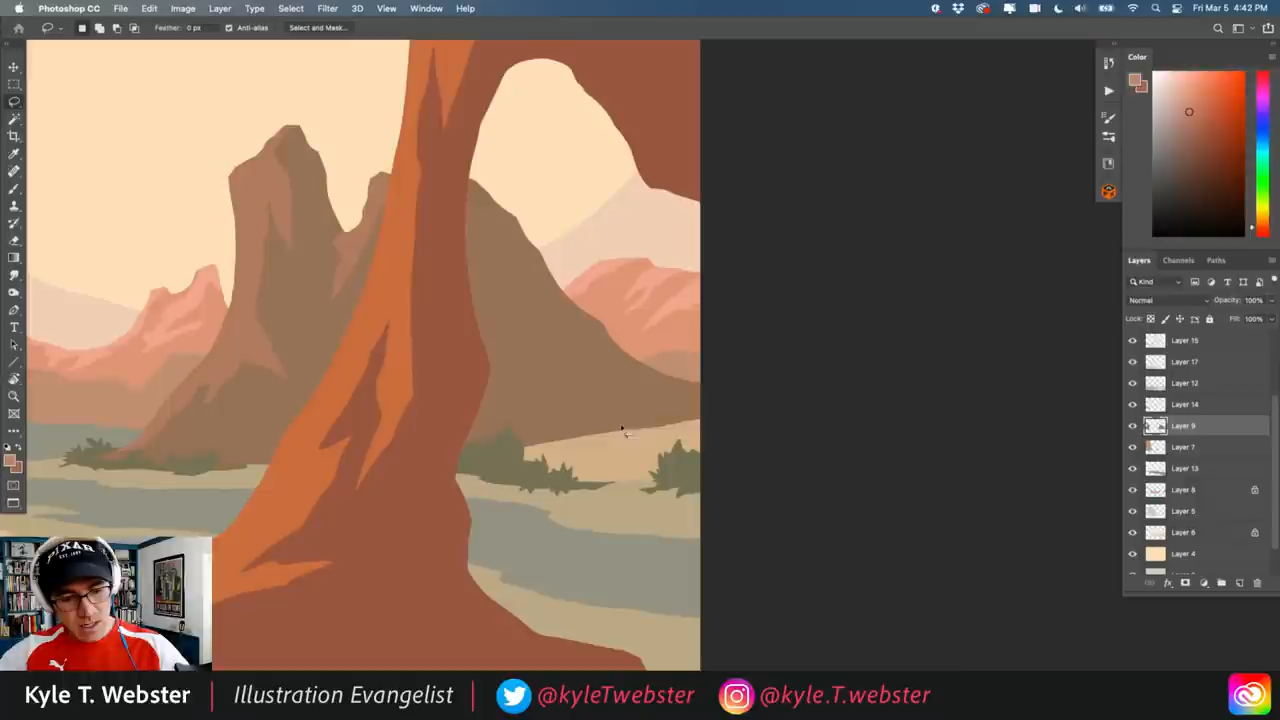 Photoshop CC File Edit Image Layer Type Select Filter 3D View Window Help Fri Mar 5 4:42 PM
Feather: 0 px Anti-alias Select and Mask...
Color
Layers Channels Paths
Kind
Normal Opacity: 100%
Lock: Fill: 100%
Layer 15
Layer 17
Layer 12
Layer 14
Layer 9
Layer 7
Layer 13
Layer 8
Layer 5
Layer 6
Layer 4
PIXAR
Kyle T. Webster | Illustration Evangelist | @kyleTwebster @kyle.T.webster